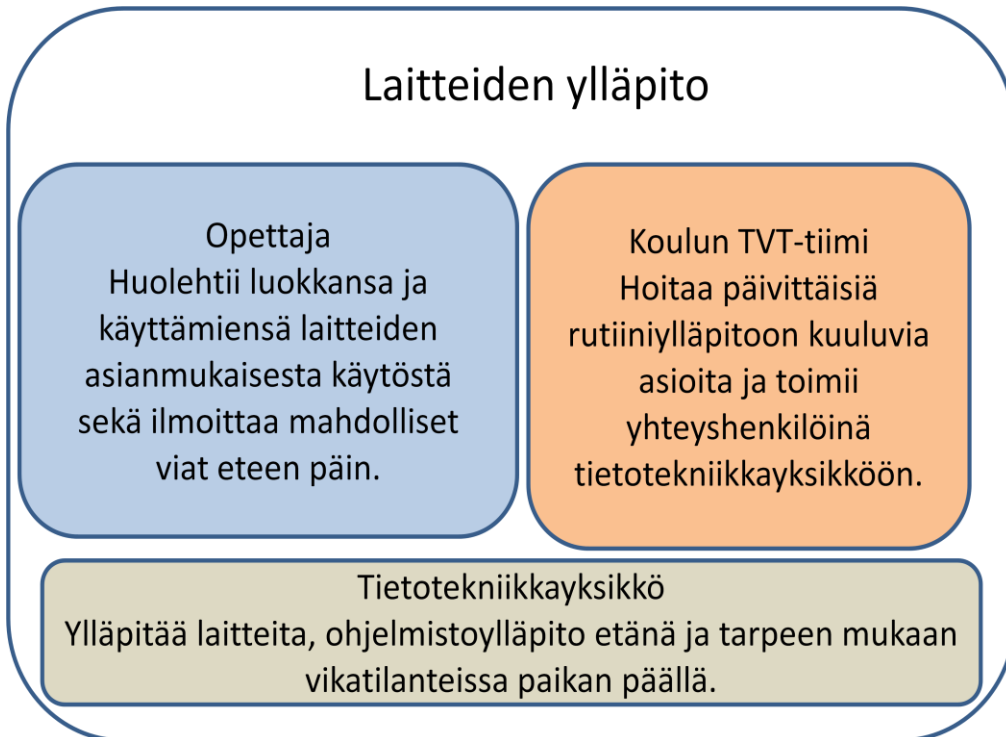 Laitteiden ylläpito
Opettaja
Huolehtii luokkansa ja
käyttämiensä laitteiden
asianmukaisesta käytöstä
sekä ilmoittaa mahdolliset
viat eteen päin.
Koulun TVT-tiimi
Hoitaa päivittäisiä
rutiiniylläpitoon kuuluvia
asioita ja toimii
yhteyshenkilöinä
tietotekniikkayksikköön.
Tietotekniikkayksikkö
Ylläpitää laitteita, ohjelmistoylläpito etänä ja tarpeen mukaan
vikatilanteissa paikan päällä.